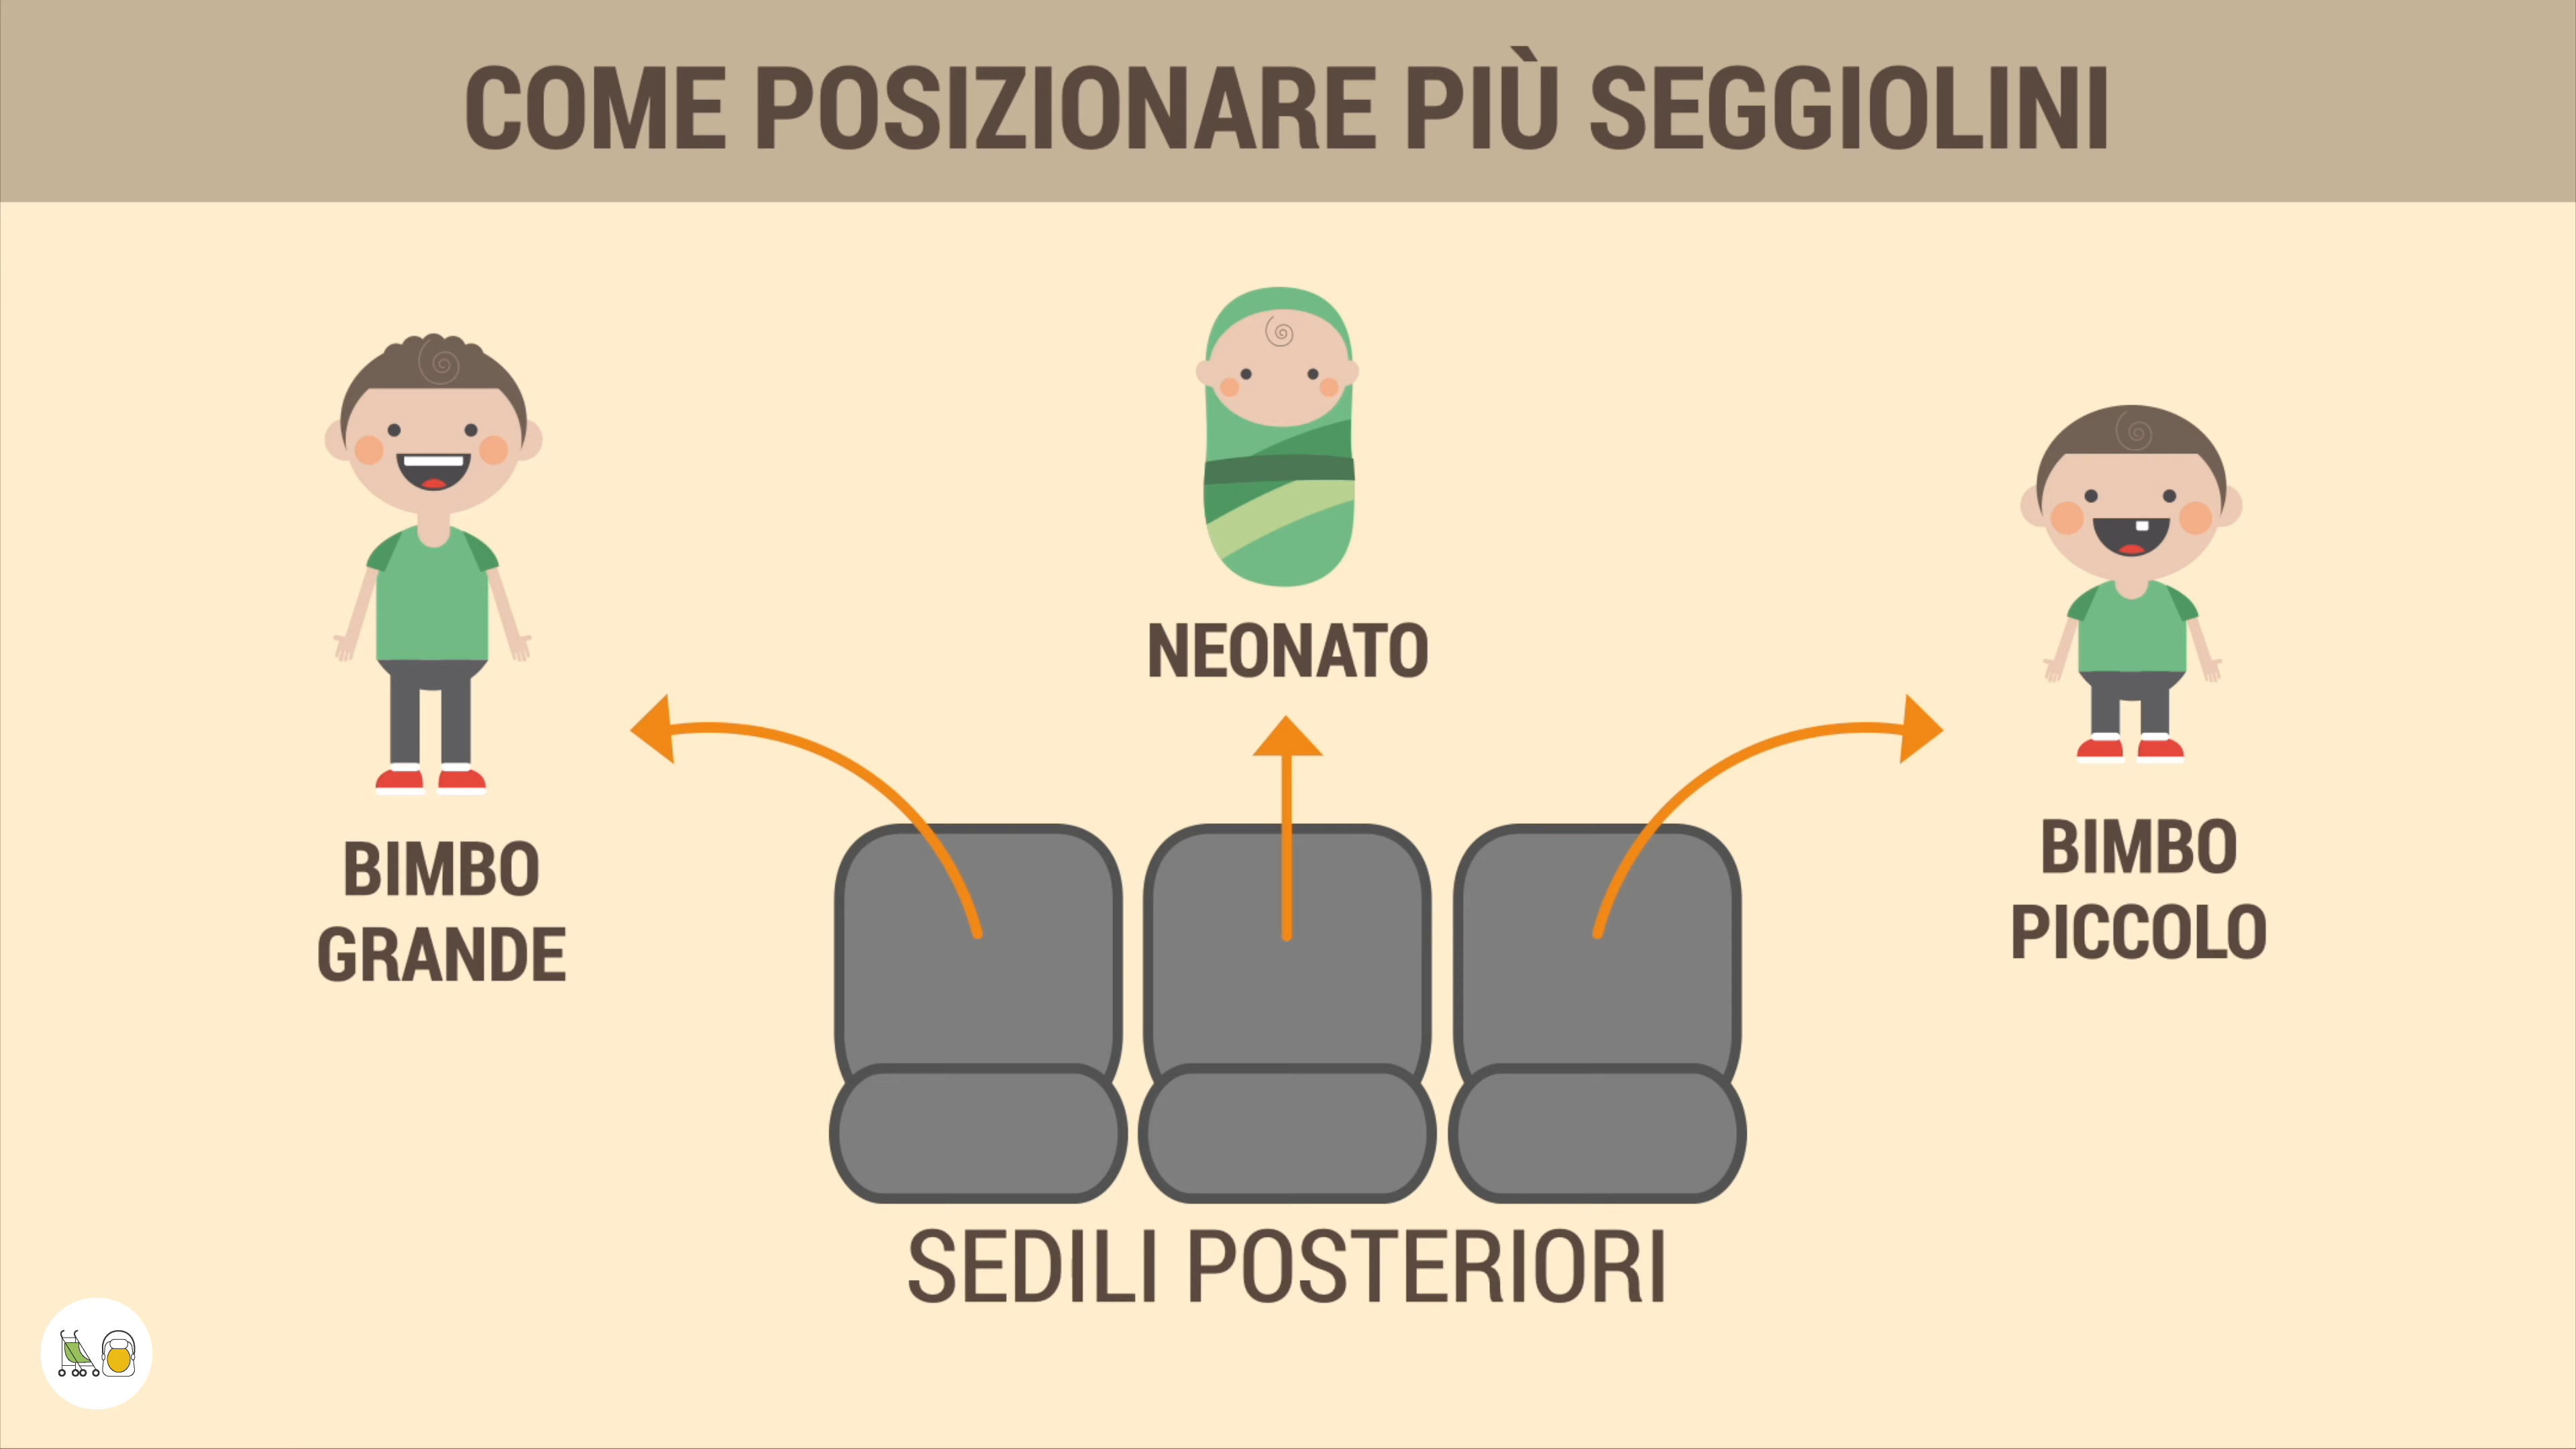 COME POSIZIONARE PIÙ SEGGIOLINI
NEONATO
BIMBO
GRANDE
BIMBO
PICCOLO
SEDILI POSTERIORI